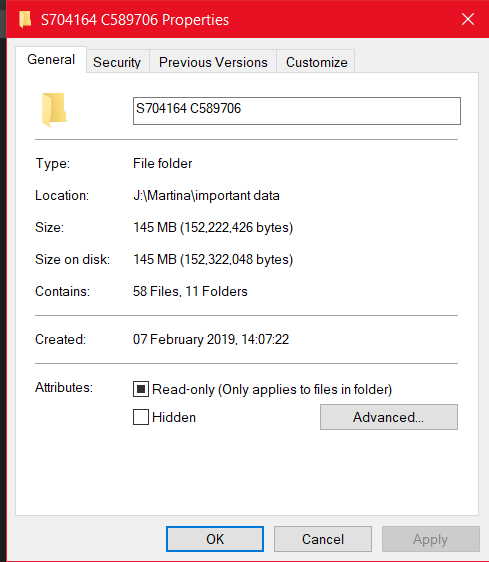 S704164 C589706 Properties
General Security Previous Versions Customize
S704164 C589706
Type: File folder
Location: J:\Martina\important data
Size: 145 MB (152,222,426 bytes)
Size on disk: 145 MB (152,322,048 bytes)
Contains: 58 Files, 11 Folders
Created: 07 February 2019, 14:07:22
Attributes: Read-only (Only applies to files in folder)
Hidden Advanced...
OK Cancel Apply